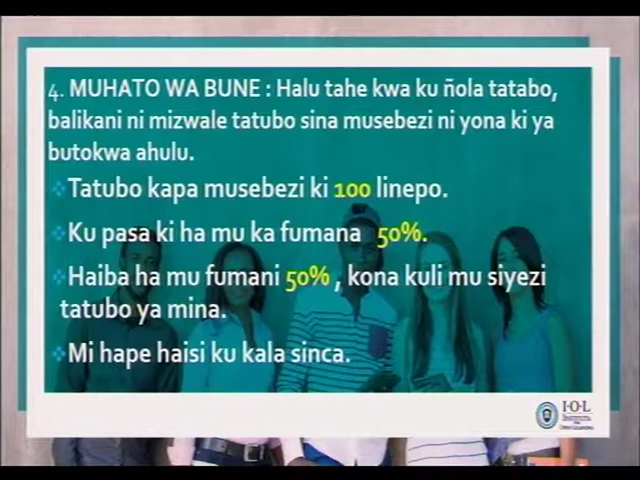 4. MUHATO WA BUNE : Halu tahe kwa ku ñola tatabo,
balikani ni mizwale tatubo sina musebezi ni yona ki ya
butokwa ahulu.
Tatubo kapa musebezi ki 100 linepo.
Ku pasa ki ha mu ka fumana 50%.
Haiba ha mu fumani 50% , kona kuli mu siyezi
tatubo ya mina.
Mi hape haisi ku kala sinca.
I·O·L